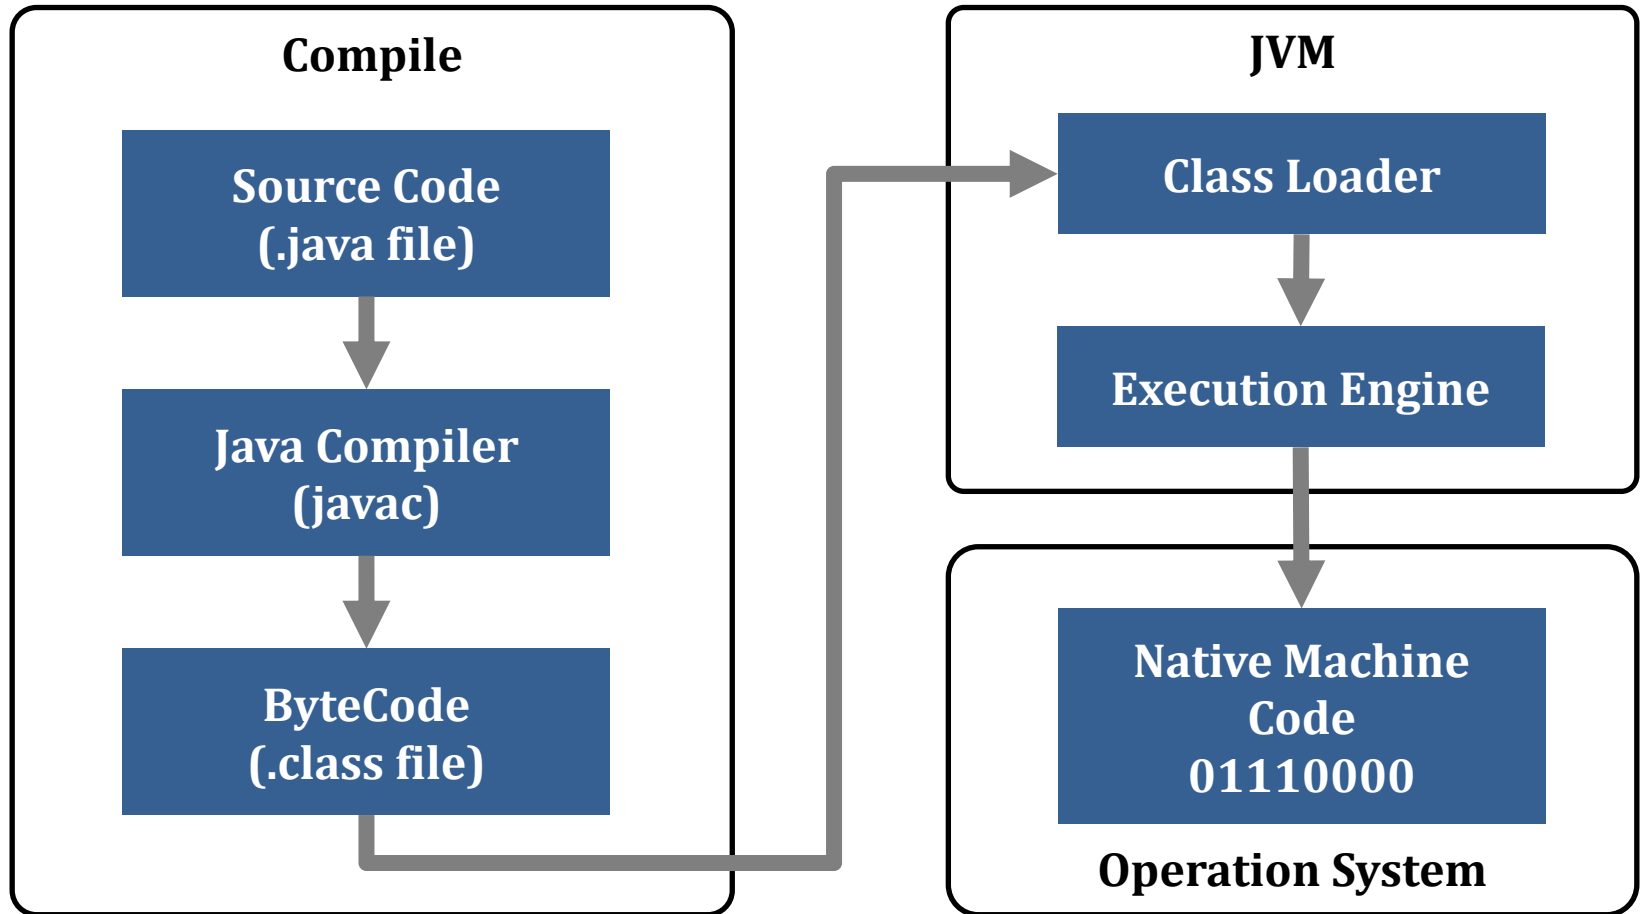 Compile
Source Code
(.java file)
Java Compiler
(javac)
ByteCode
(.class file)
JVM
Class Loader
Execution Engine
Native Machine
Code
01110000
Operation System